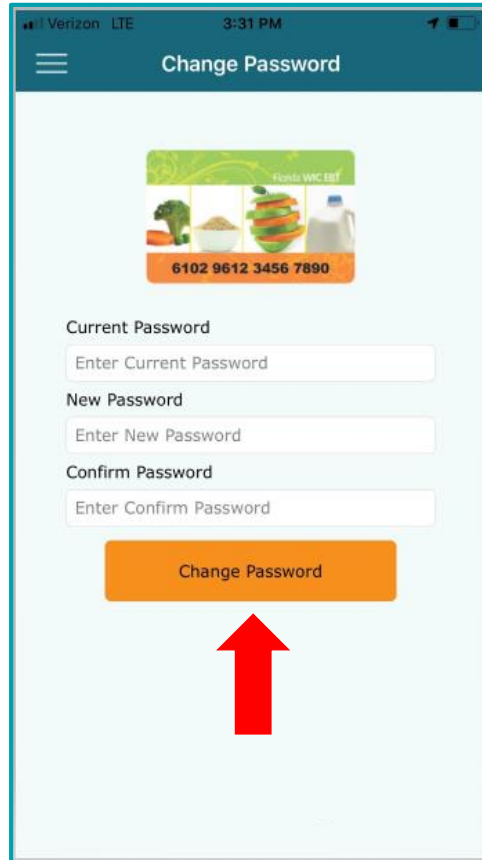 Verizon LTE 3:31 PM
Change Password
Florida WIC EBT
6102 9612 3456 7890
Current Password
Enter Current Password
New Password
Enter New Password
Confirm Password
Enter Confirm Password
Change Password